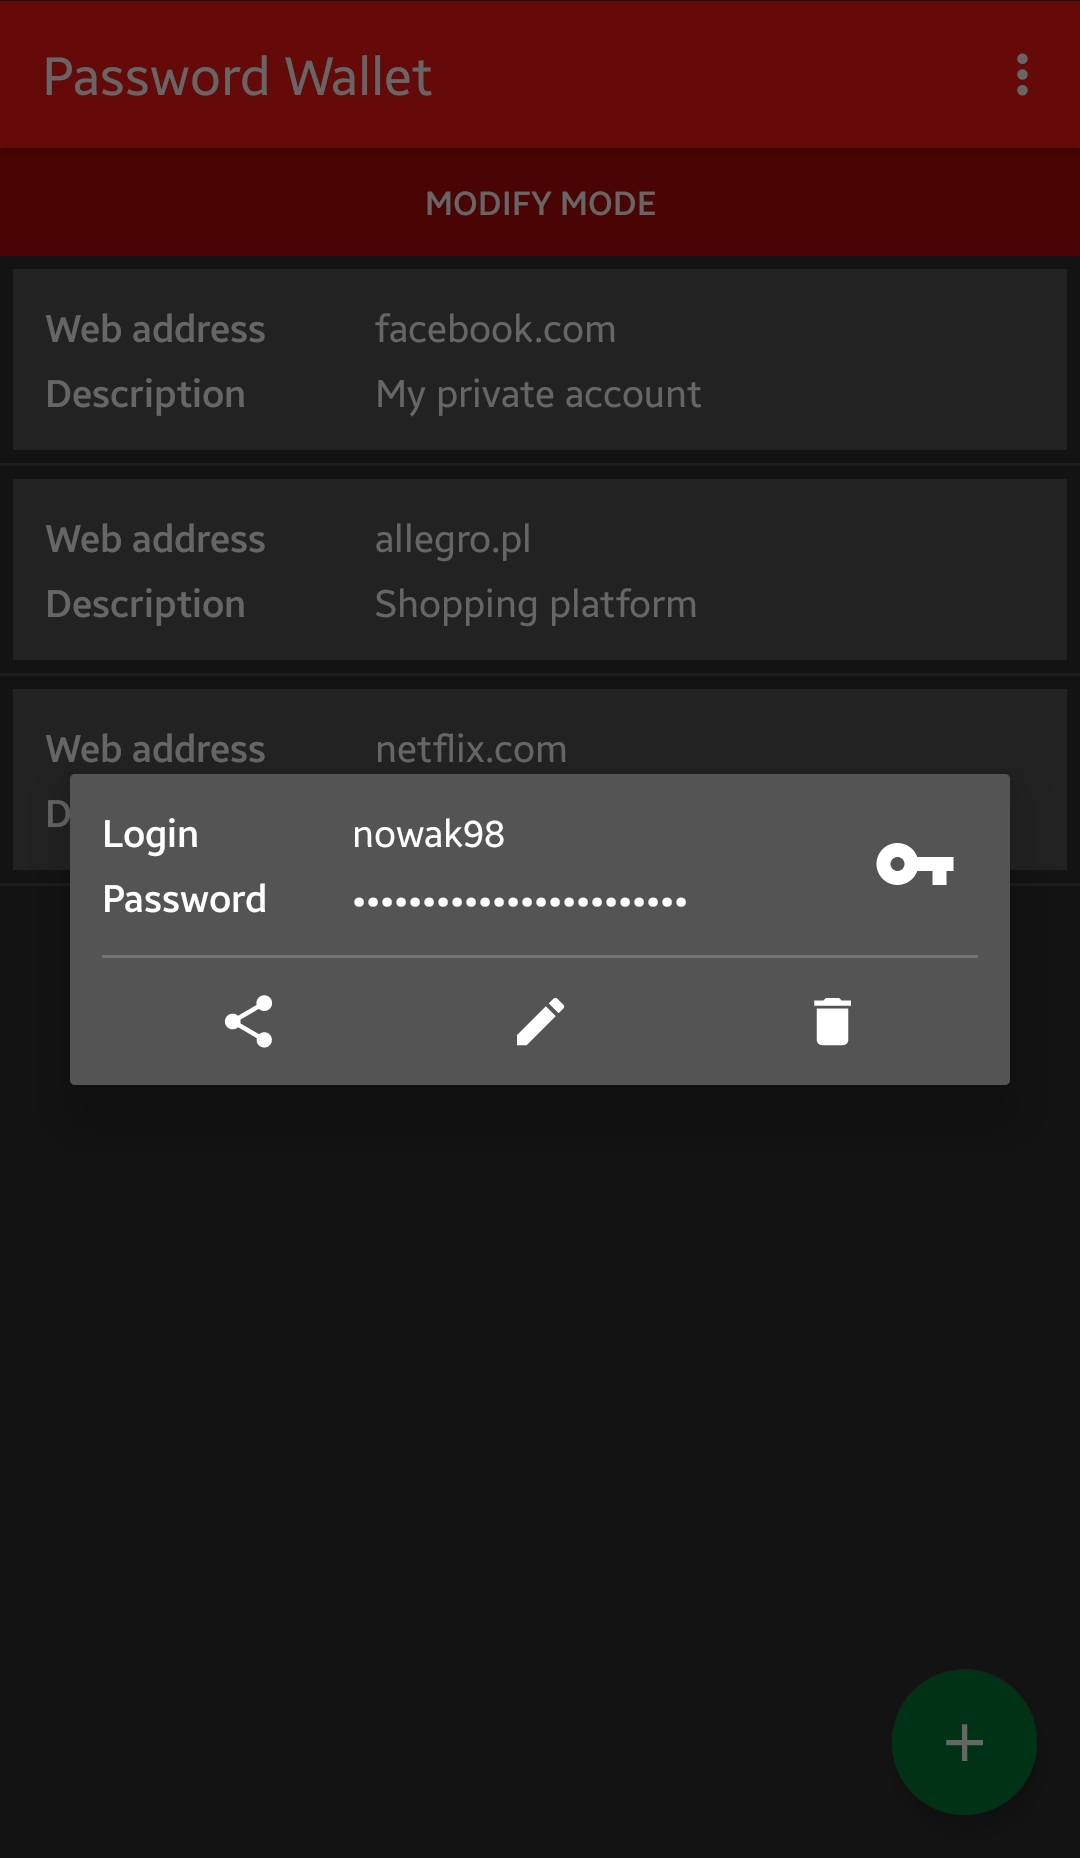 Password Wallet
MODIFY MODE
Web address facebook.com
Description My private account
Web address allegro.pl
Description Shopping platform
Web address netflix.com
D
Login nowak98
Password ••••••••••••••••••••••••